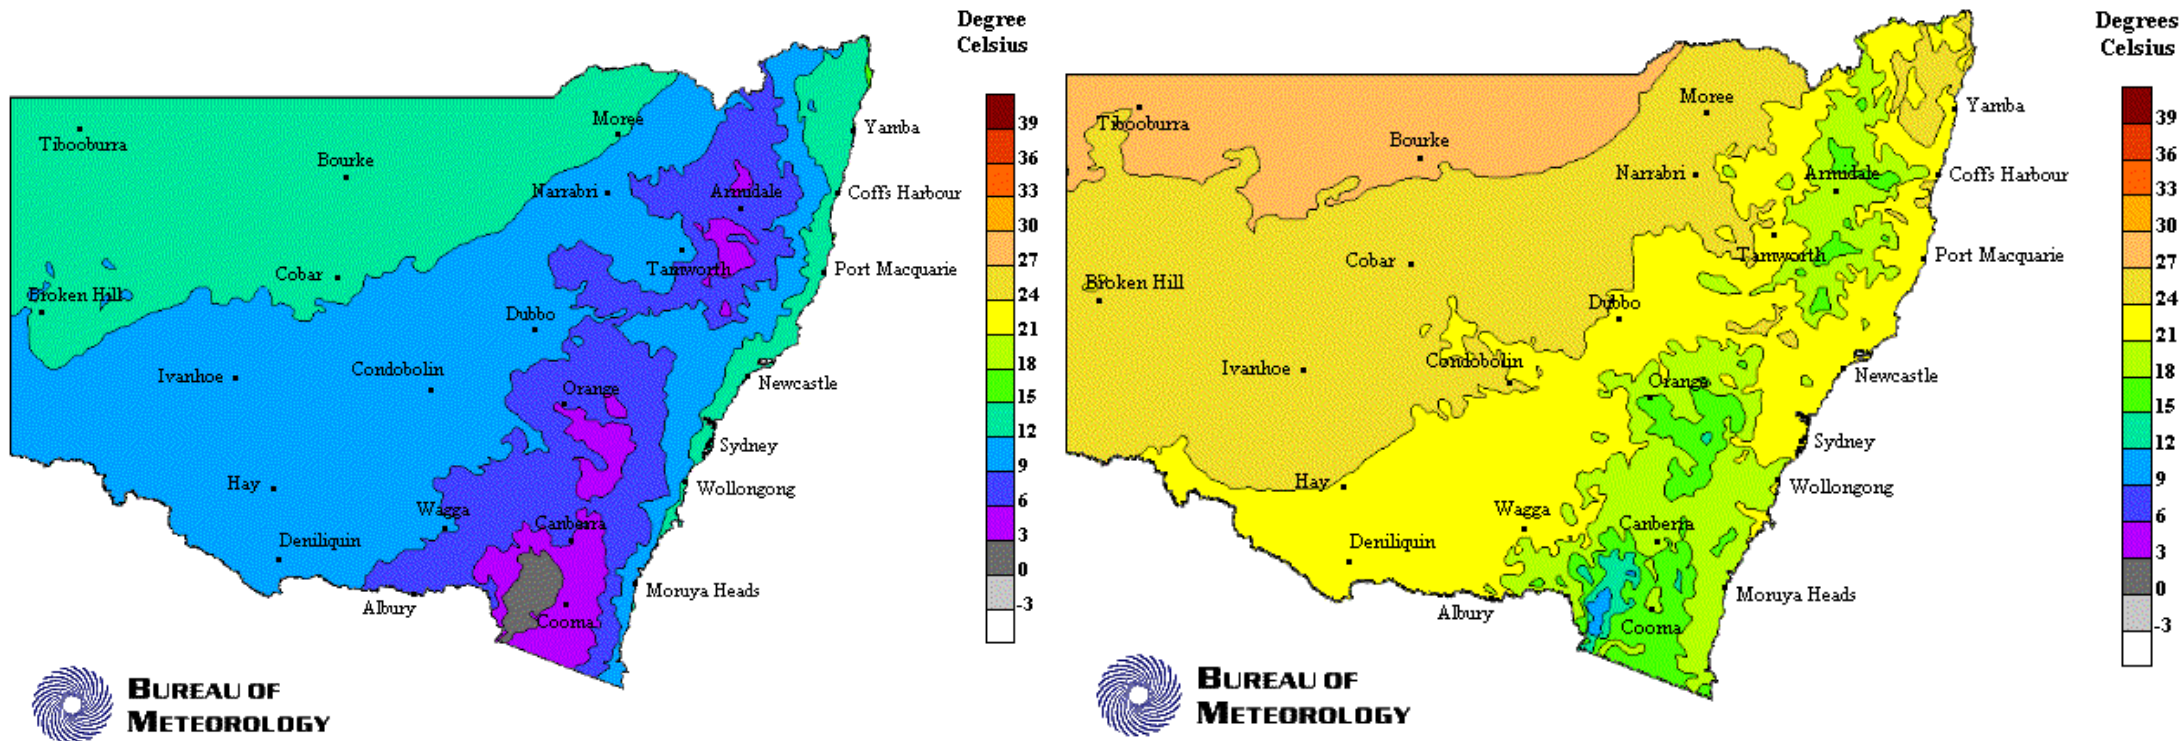 Degree
Celsius
39
36
33
30
27
24
21
18
15
12
9
6
3
0
-3
Tibooburra
Bourke
Moree
Yamba
Narrabri
Armidale
Coffs Harbour
Cobar
Tamworth
Port Macquarie
Broken Hill
Dubbo
Ivanhoe
Condobolin
Orange
Newcastle
Sydney
Hay
Wagga
Canberra
Wollongong
Deniliquin
Albury
Cooma
Moruya Heads
BUREAU OF
METEOROLOGY
Degrees
Celsius
39
36
33
30
27
24
21
18
15
12
9
6
3
0
-3
Tibooburra
Bourke
Moree
Yamba
Narrabri
Armidale
Coffs Harbour
Cobar
Tamworth
Port Macquarie
Broken Hill
Dubbo
Ivanhoe
Condobolin
Orange
Newcastle
Sydney
Hay
Wagga
Canberra
Wollongong
Deniliquin
Albury
Cooma
Moruya Heads
BUREAU OF
METEOROLOGY